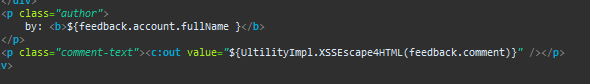 </div>
<p class="author">
by: <b>${feedback.account.fullName }</b>
</p>
<p class="comment-text"><c:out value="${UltilityImpl.XSSEscape4HTML(feedback.comment)}" /></p>
v>